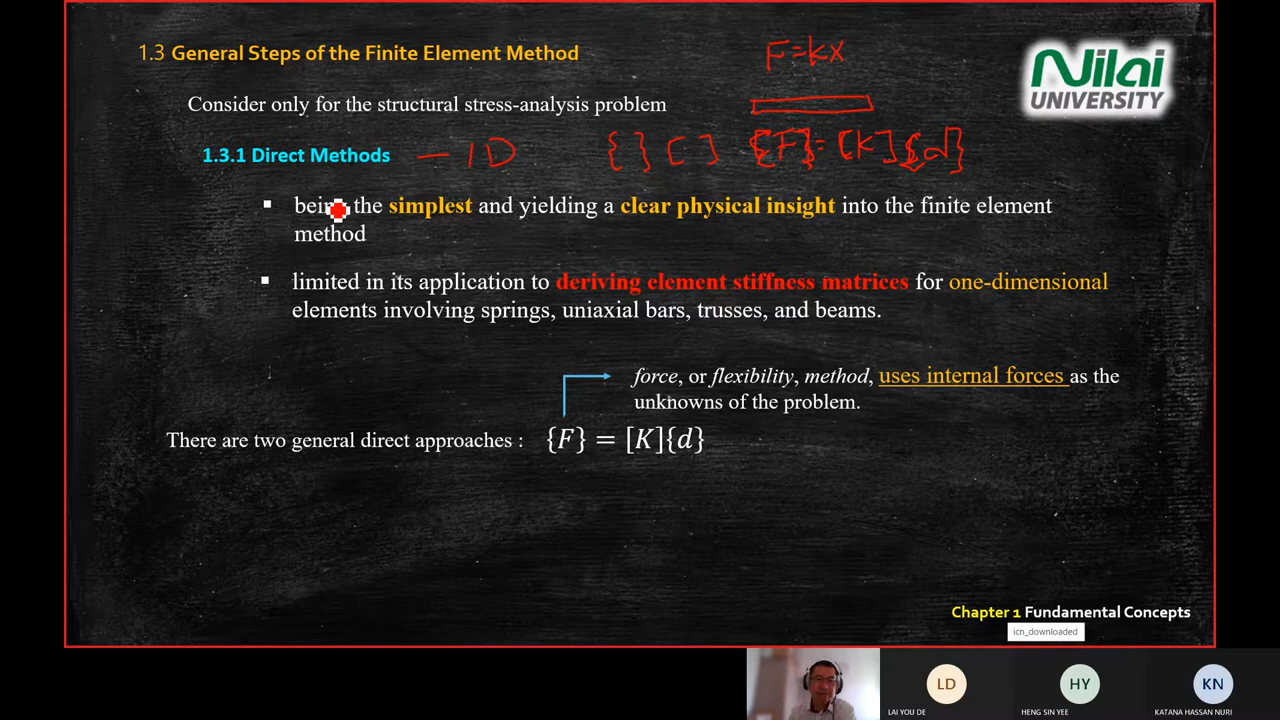 1.3 General Steps of the Finite Element Method
F=KX
Nilai
UNIVERSITY
Consider only for the structural stress-analysis problem
1.3.1 Direct Methods — 1D { } [ ] {F} = [K] {d}
▪ being the simplest and yielding a clear physical insight into the finite element
method
▪ limited in its application to deriving element stiffness matrices for one-dimensional
elements involving springs, uniaxial bars, trusses, and beams.
force, or flexibility, method, uses internal forces as the
unknowns of the problem.
There are two general direct approaches : {F} = [K]{d}
Chapter 1 Fundamental Concepts
icn_downloaded
LD
HY
KN
LAI YOU DE
HENG SIN YEE
KATANA HASSAN NURI